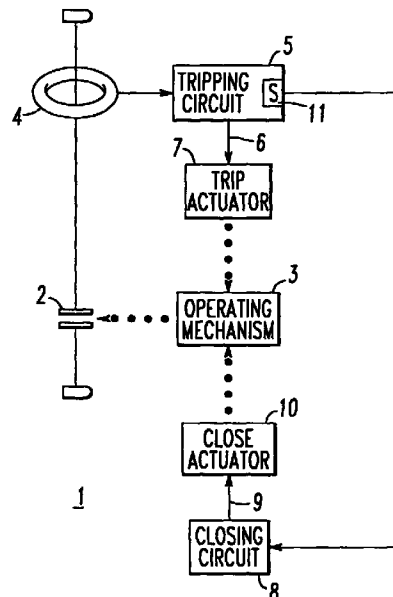 5
TRIPPING
CIRCUIT
S
11
4
6
7
TRIP
ACTUATOR
2
3
OPERATING
MECHANISM
10
CLOSE
ACTUATOR
1
9
CLOSING
CIRCUIT
8